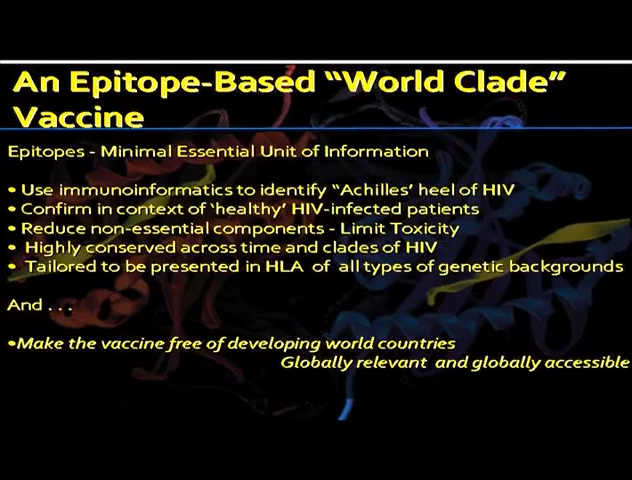 An Epitope-Based “World Clade”
Vaccine
Epitopes - Minimal Essential Unit of Information
• Use immunoinformatics to identify “Achilles’ heel of HIV
• Confirm in context of ‘healthy’ HIV-infected patients
• Reduce non-essential components - Limit Toxicity
• Highly conserved across time and clades of HIV
• Tailored to be presented in HLA of all types of genetic backgrounds
And . . .
•Make the vaccine free of developing world countries
Globally relevant and globally accessible